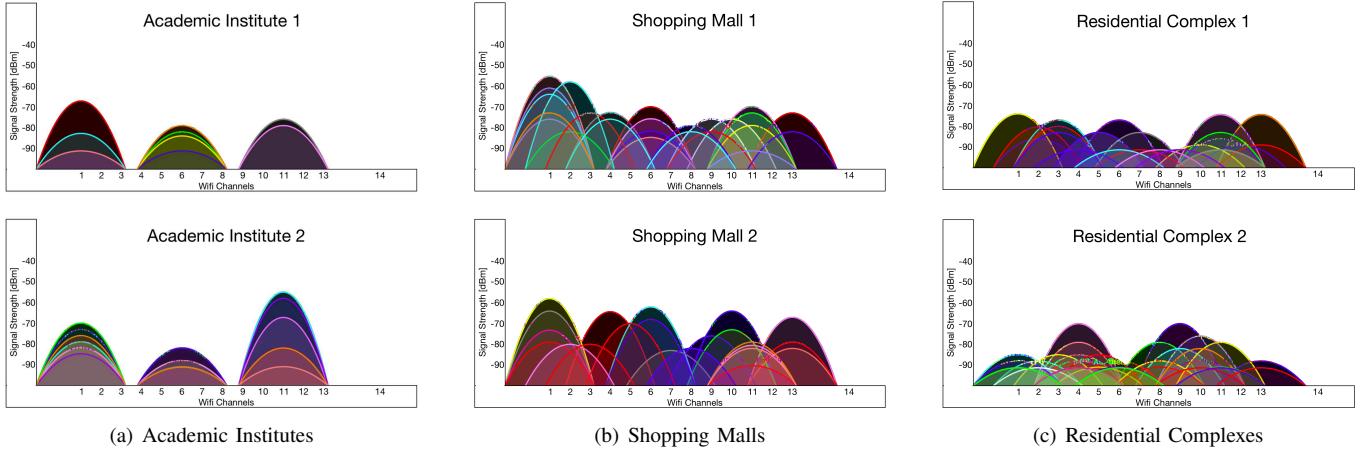 Academic Institute 1
Signal Strength [dBm]
-40
-50
-60
-70
-80
-90
1 2 3 4 5 6 7 8 9 10 11 12 13 14
Wifi Channels
Academic Institute 2
Signal Strength [dBm]
-40
-50
-60
-70
-80
-90
1 2 3 4 5 6 7 8 9 10 11 12 13 14
Wifi Channels
(a) Academic Institutes
Shopping Mall 1
Signal Strength [dBm]
-40
-50
-60
-70
-80
-90
1 2 3 4 5 6 7 8 9 10 11 12 13 14
Wifi Channels
Shopping Mall 2
Signal Strength [dBm]
-40
-50
-60
-70
-80
-90
1 2 3 4 5 6 7 8 9 10 11 12 13 14
Wifi Channels
(b) Shopping Malls
Residential Complex 1
Signal Strength [dBm]
-40
-50
-60
-70
-80
-90
1 2 3 4 5 6 7 8 9 10 11 12 13 14
Wifi Channels
Residential Complex 2
Signal Strength [dBm]
-40
-50
-60
-70
-80
-90
1 2 3 4 5 6 7 8 9 10 11 12 13 14
Wifi Channels
(c) Residential Complexes